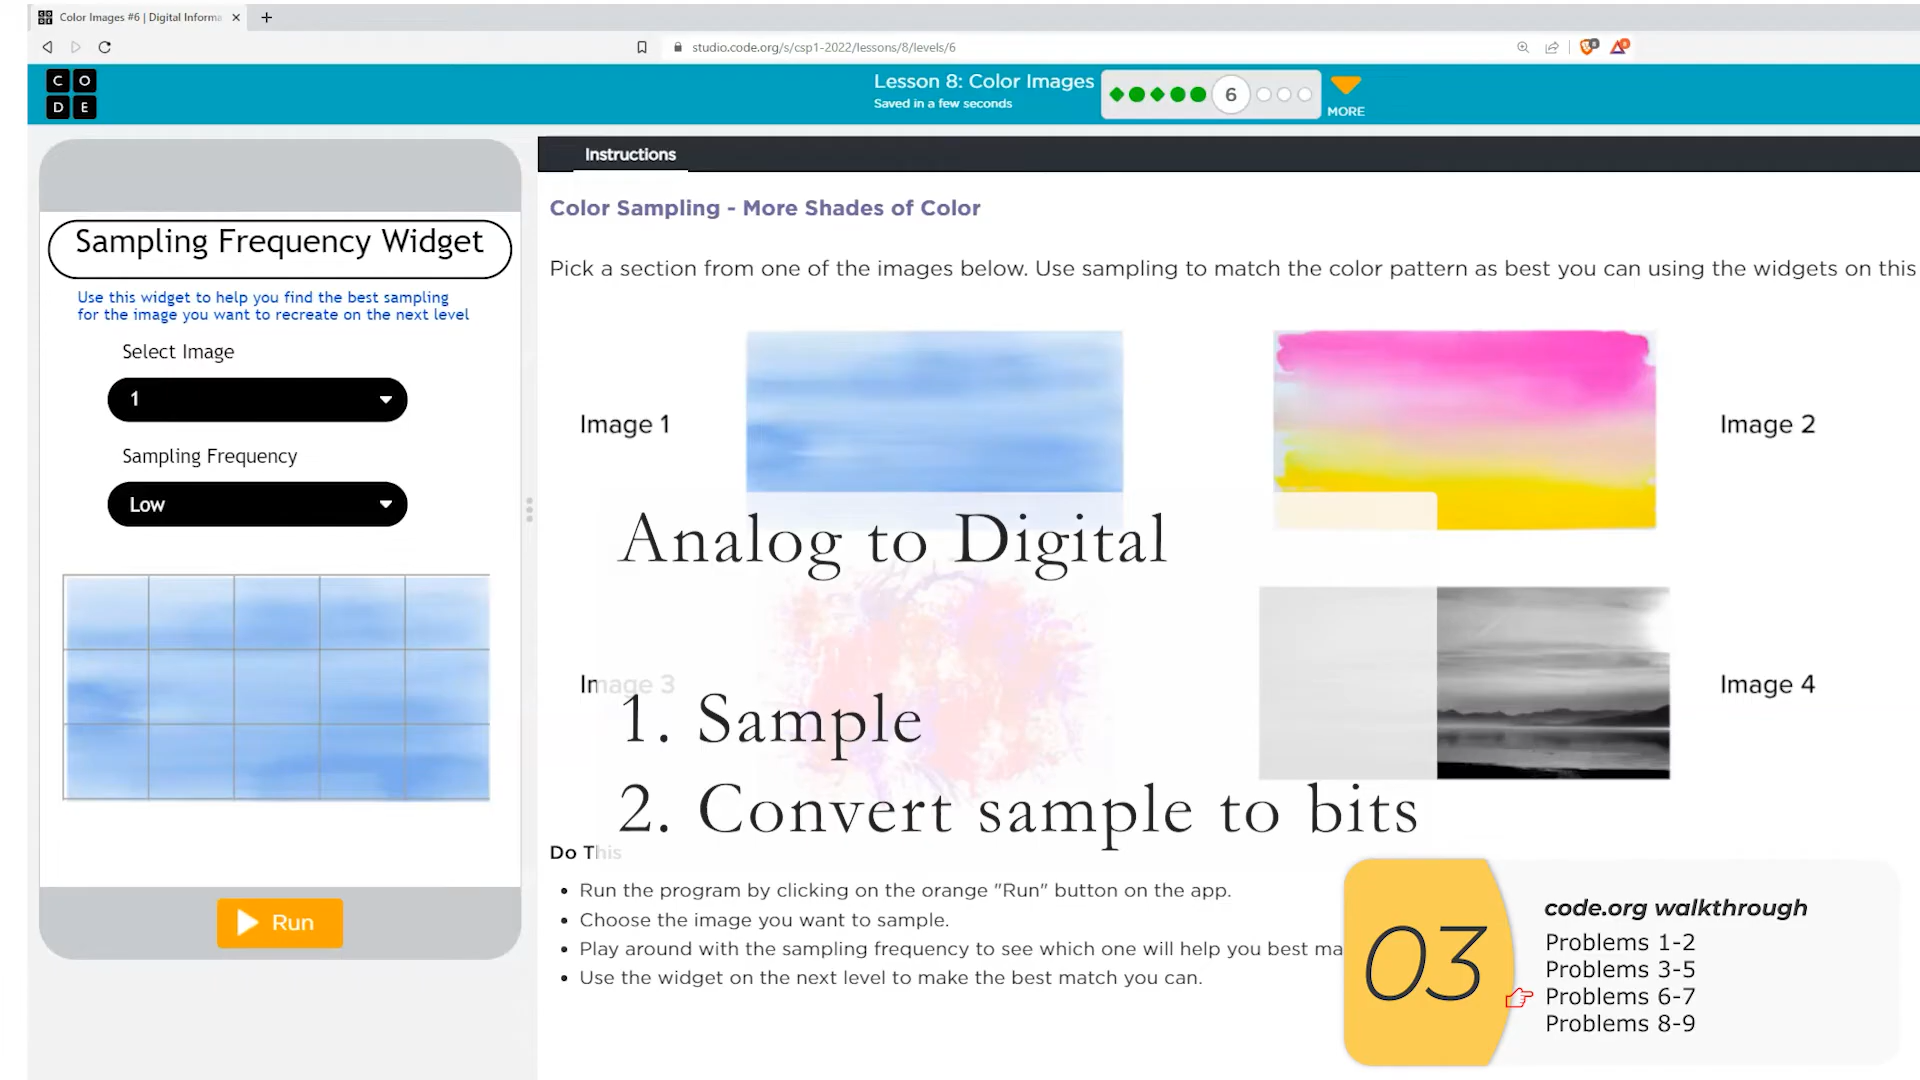 Color Images #6 | Digital Informa
studio.code.org/s/csp1-2022/lessons/8/levels/6
C O
D E
Lesson 8: Color Images
Saved in a few seconds
6
MORE
Instructions
Sampling Frequency Widget
Use this widget to help you find the best sampling
for the image you want to recreate on the next level
Select Image
1
Sampling Frequency
Low
Run
Color Sampling - More Shades of Color
Pick a section from one of the images below. Use sampling to match the color pattern as best you can using the widgets on this
Image 1
Image 2
Analog to Digital
Image 3
Image 4
1. Sample
2. Convert sample to bits
Do This
• Run the program by clicking on the orange "Run" button on the app.
• Choose the image you want to sample.
• Play around with the sampling frequency to see which one will help you best ma
• Use the widget on the next level to make the best match you can.
03
code.org walkthrough
Problems 1-2
Problems 3-5
Problems 6-7
Problems 8-9